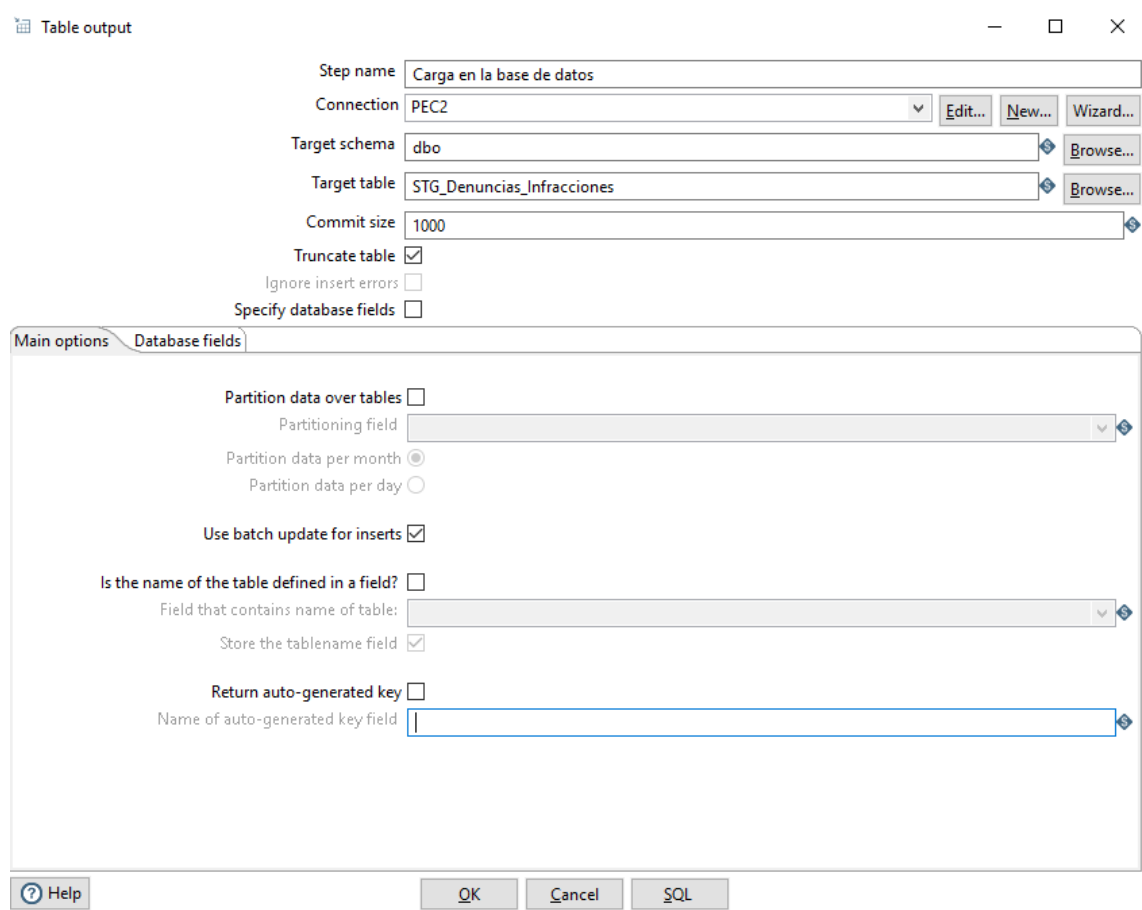 Table output
Step name Carga en la base de datos
Connection PEC2 Edit... New... Wizard...
Target schema dbo Browse...
Target table STG_Denuncias_Infracciones Browse...
Commit size 1000
Truncate table
Ignore insert errors
Specify database fields
Main options Database fields
Partition data over tables
Partitioning field
Partition data per month
Partition data per day
Use batch update for inserts
Is the name of the table defined in a field?
Field that contains name of table:
Store the tablename field
Return auto-generated key
Name of auto-generated key field
Help OK Cancel SQL